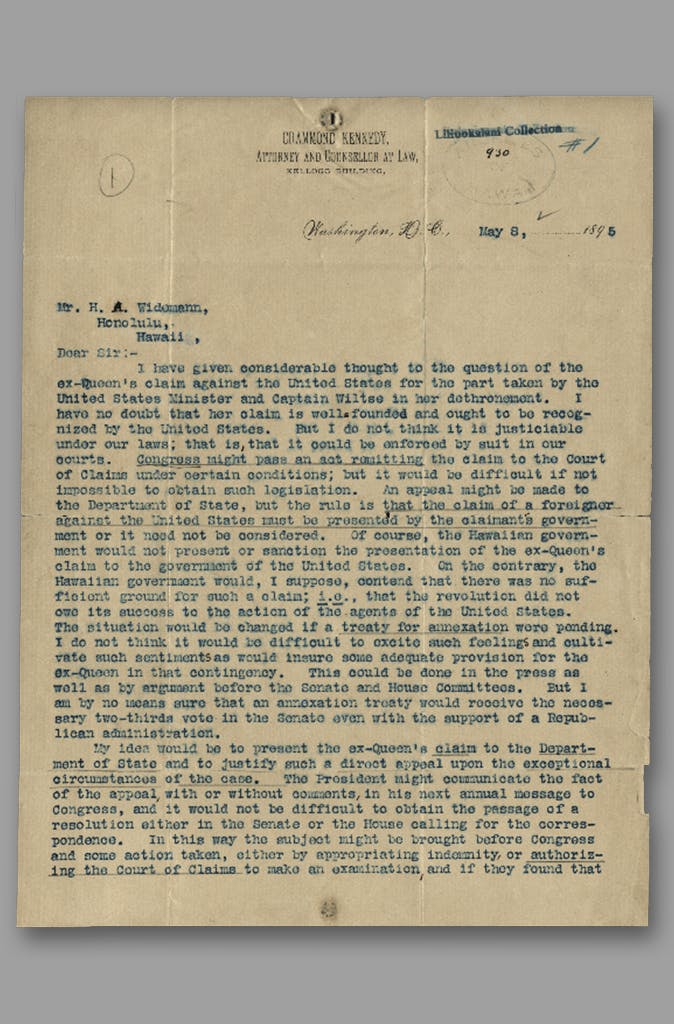 1
CRAMMOND KENNEDY,
ATTORNEY AND COUNSELLOR AT LAW,
KELLOGG BUILDING,
Liliuokalani Collection
930
#1
1
Washington, D.C., May 8, 1895
Mr. H. A. Widemann,
Honolulu,
Hawaii,
Dear Sir:-
I have given considerable thought to the question of the
ex-Queen's claim against the United States for the part taken by the
United States Minister and Captain Wiltse in her dethronement. I
have no doubt that her claim is well-founded and ought to be recog-
nized by the United States. But I do not think it is justiciable
under our laws; that is, that it could be enforced by suit in our
courts. Congress might pass an act remitting the claim to the Court
of Claims under certain conditions; but it would be difficult if not
impossible to obtain such legislation. An appeal might be made to
the Department of State, but the rule is that the claim of a foreigner
against the United States must be presented by the claimant's govern-
ment or it need not be considered. Of course, the Hawaiian govern-
ment would not present or sanction the presentation of the ex-Queen's
claim to the government of the United States. On the contrary, the
Hawaiian government would, I suppose, contend that there was no suf-
ficient ground for such a claim; i.e., that the revolution did not
owe its success to the action of the agents of the United States.
The situation would be changed if a treaty for annexation were pending.
I do not think it would be difficult to excite such feelings and culti-
vate such sentiments as would insure some adequate provision for the
ex-Queen in that contingency. This could be done in the press as
well as by argument before the Senate and House Committees. But I
am by no means sure that an annexation treaty would receive the neces-
sary two-thirds vote in the Senate even with the support of a Repub-
lican administration.
My idea would be to present the ex-Queen's claim to the Depart-
ment of State and to justify such a direct appeal upon the exceptional
circumstances of the case. The President might communicate the fact
of the appeal, with or without comments, in his next annual message to
Congress, and it would not be difficult to obtain the passage of a
resolution either in the Senate or the House calling for the corres-
pondence. In this way the subject might be brought before Congress
and some action taken, either by appropriating indemnity, or authoriz-
ing the Court of Claims to make an examination, and if they found that